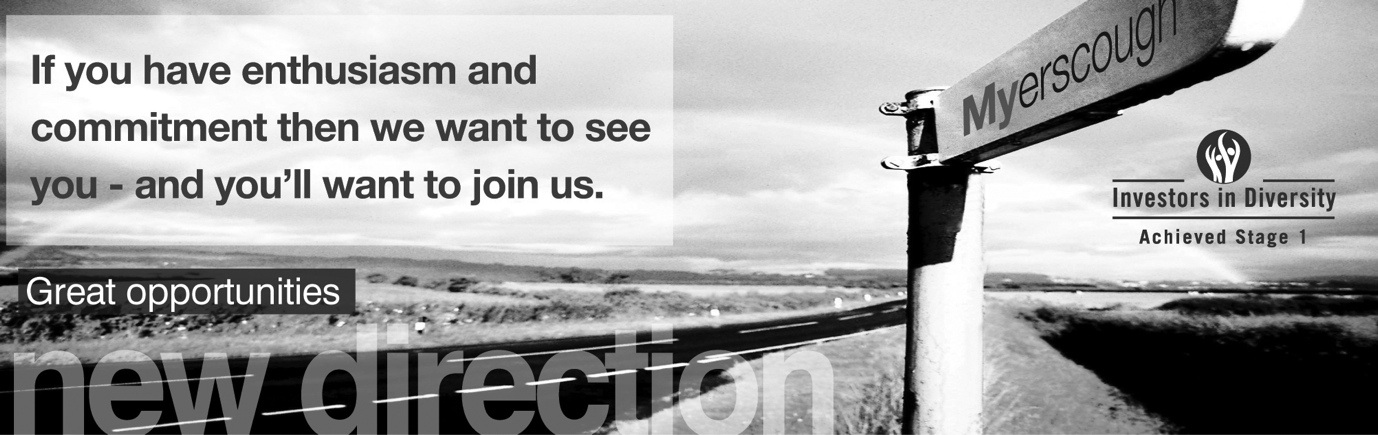 If you have enthusiasm and
commitment then we want to see
you - and you’ll want to join us.
Great opportunities
new direction
Myerscough
Investors in Diversity
Achieved Stage 1